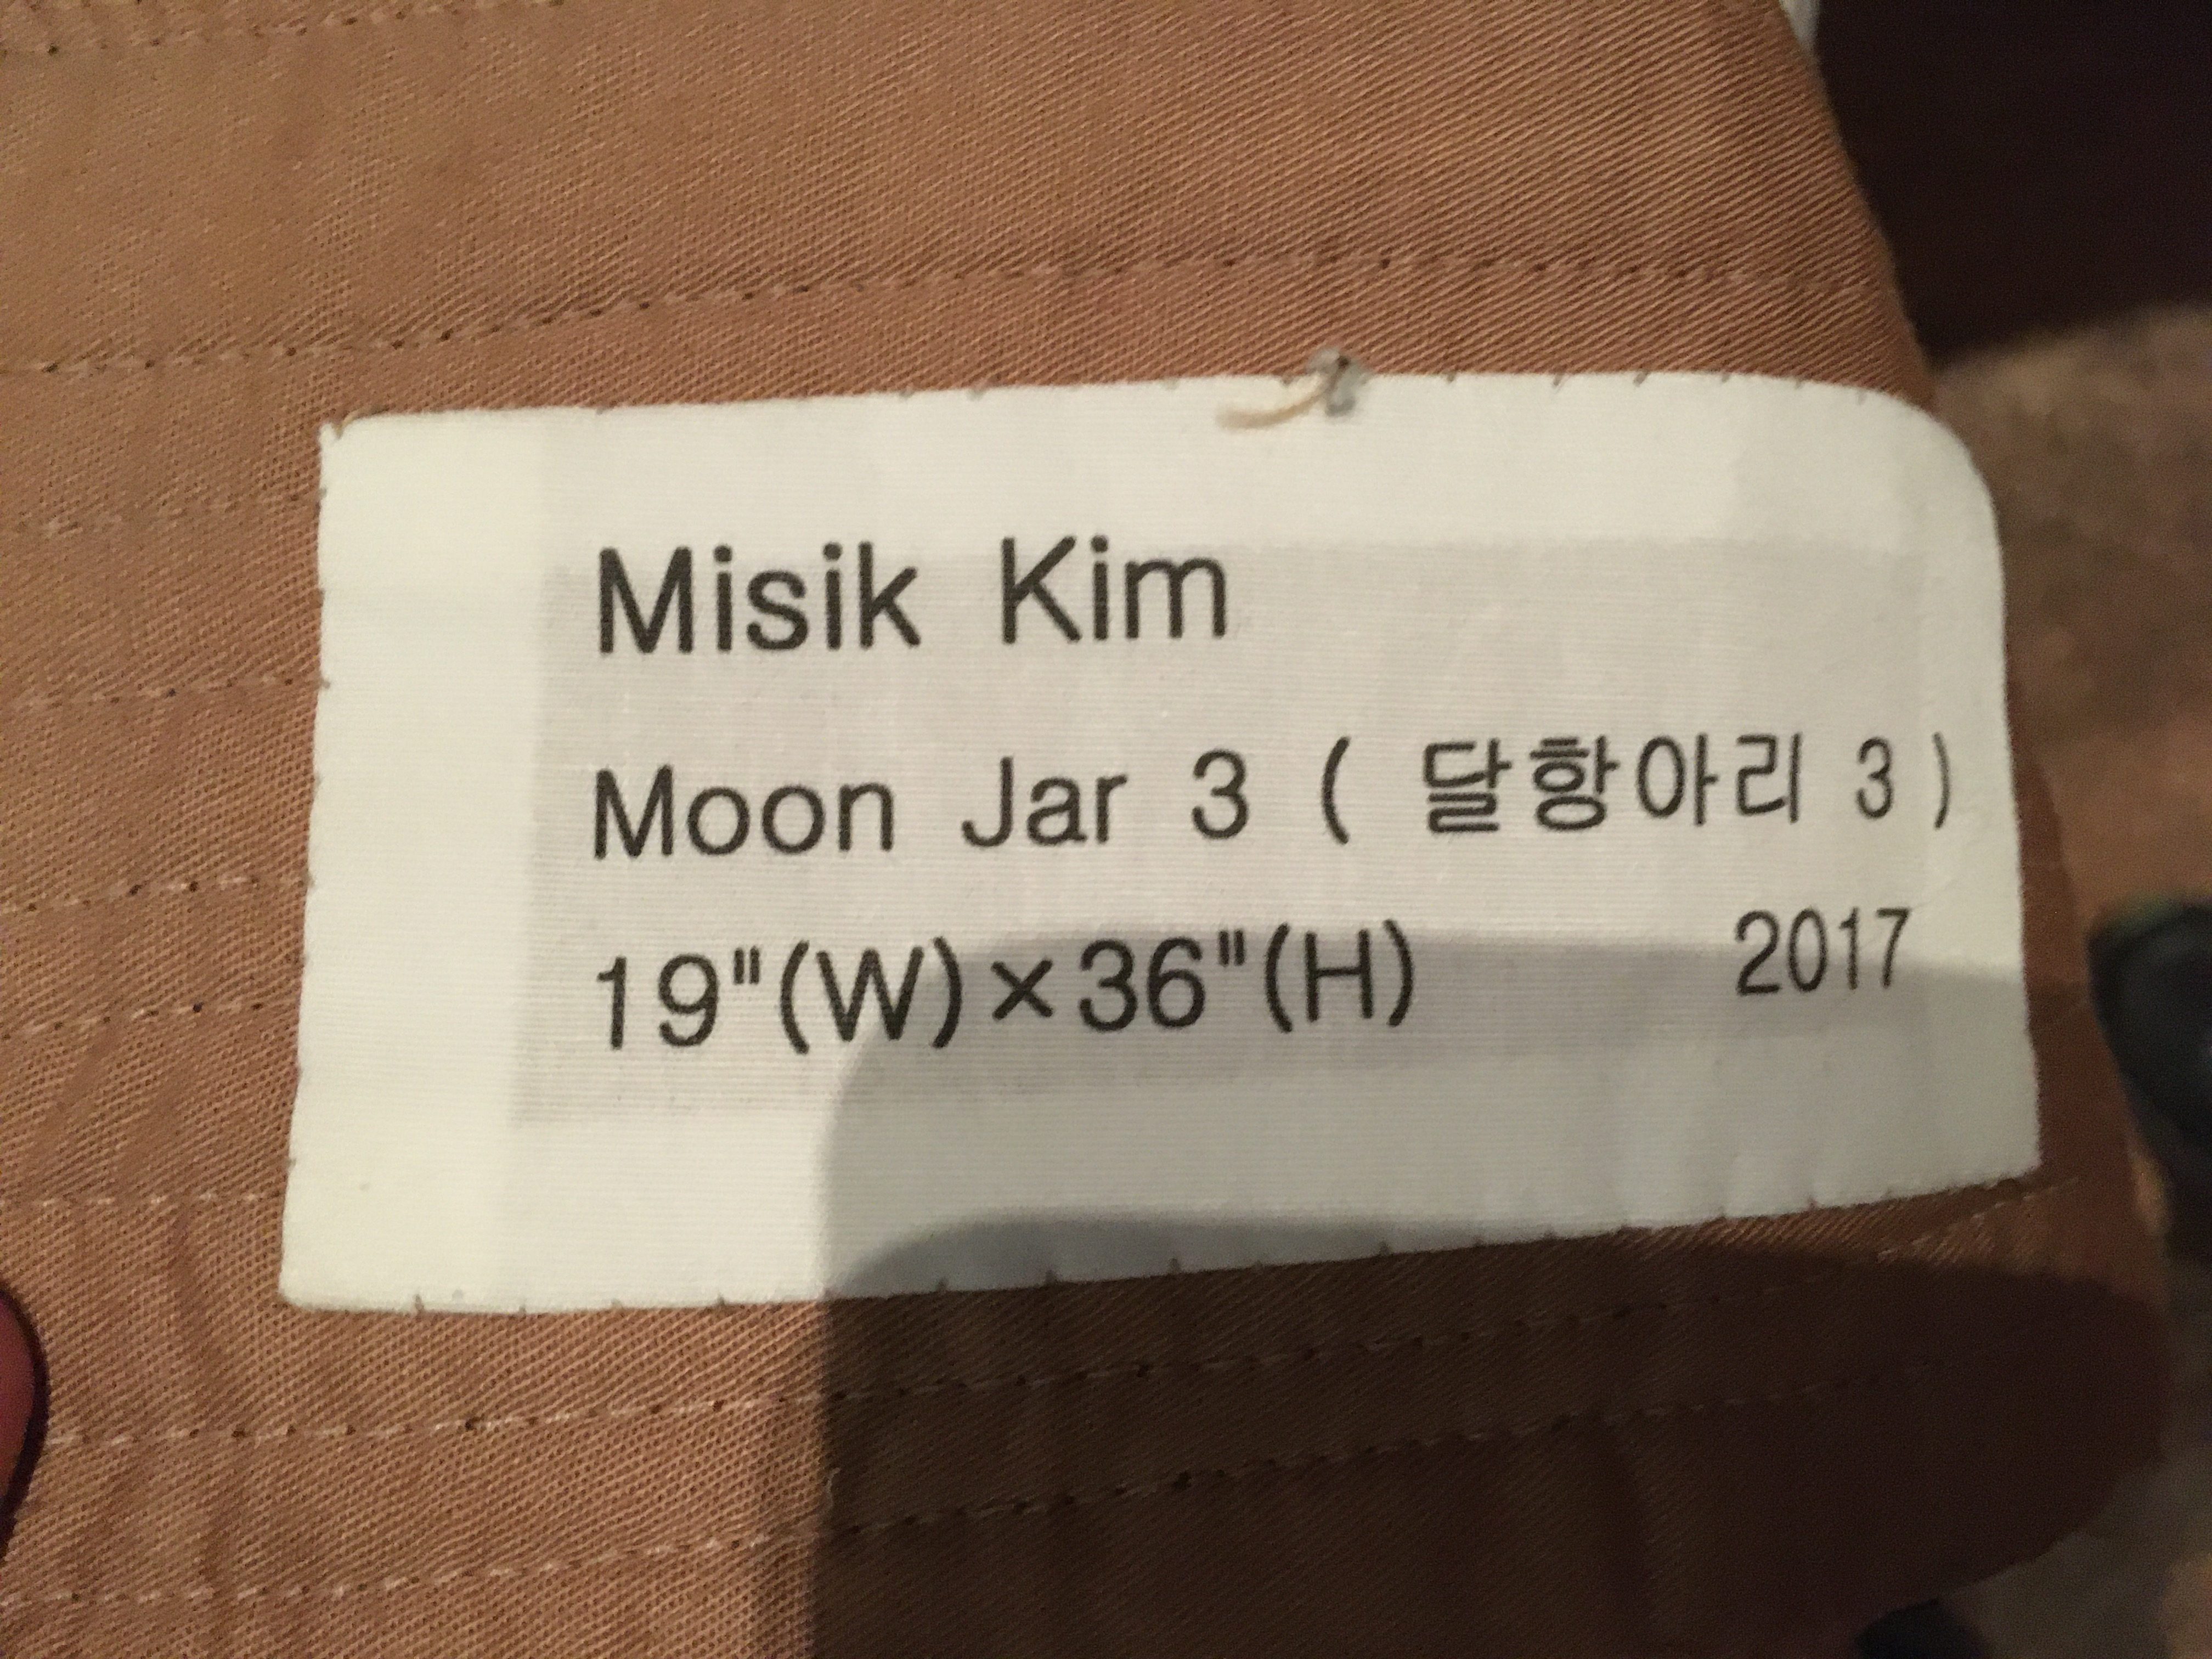 Misik Kim
Moon Jar 3 ( 달항아리 3 )
19"(W)×36"(H) 2017